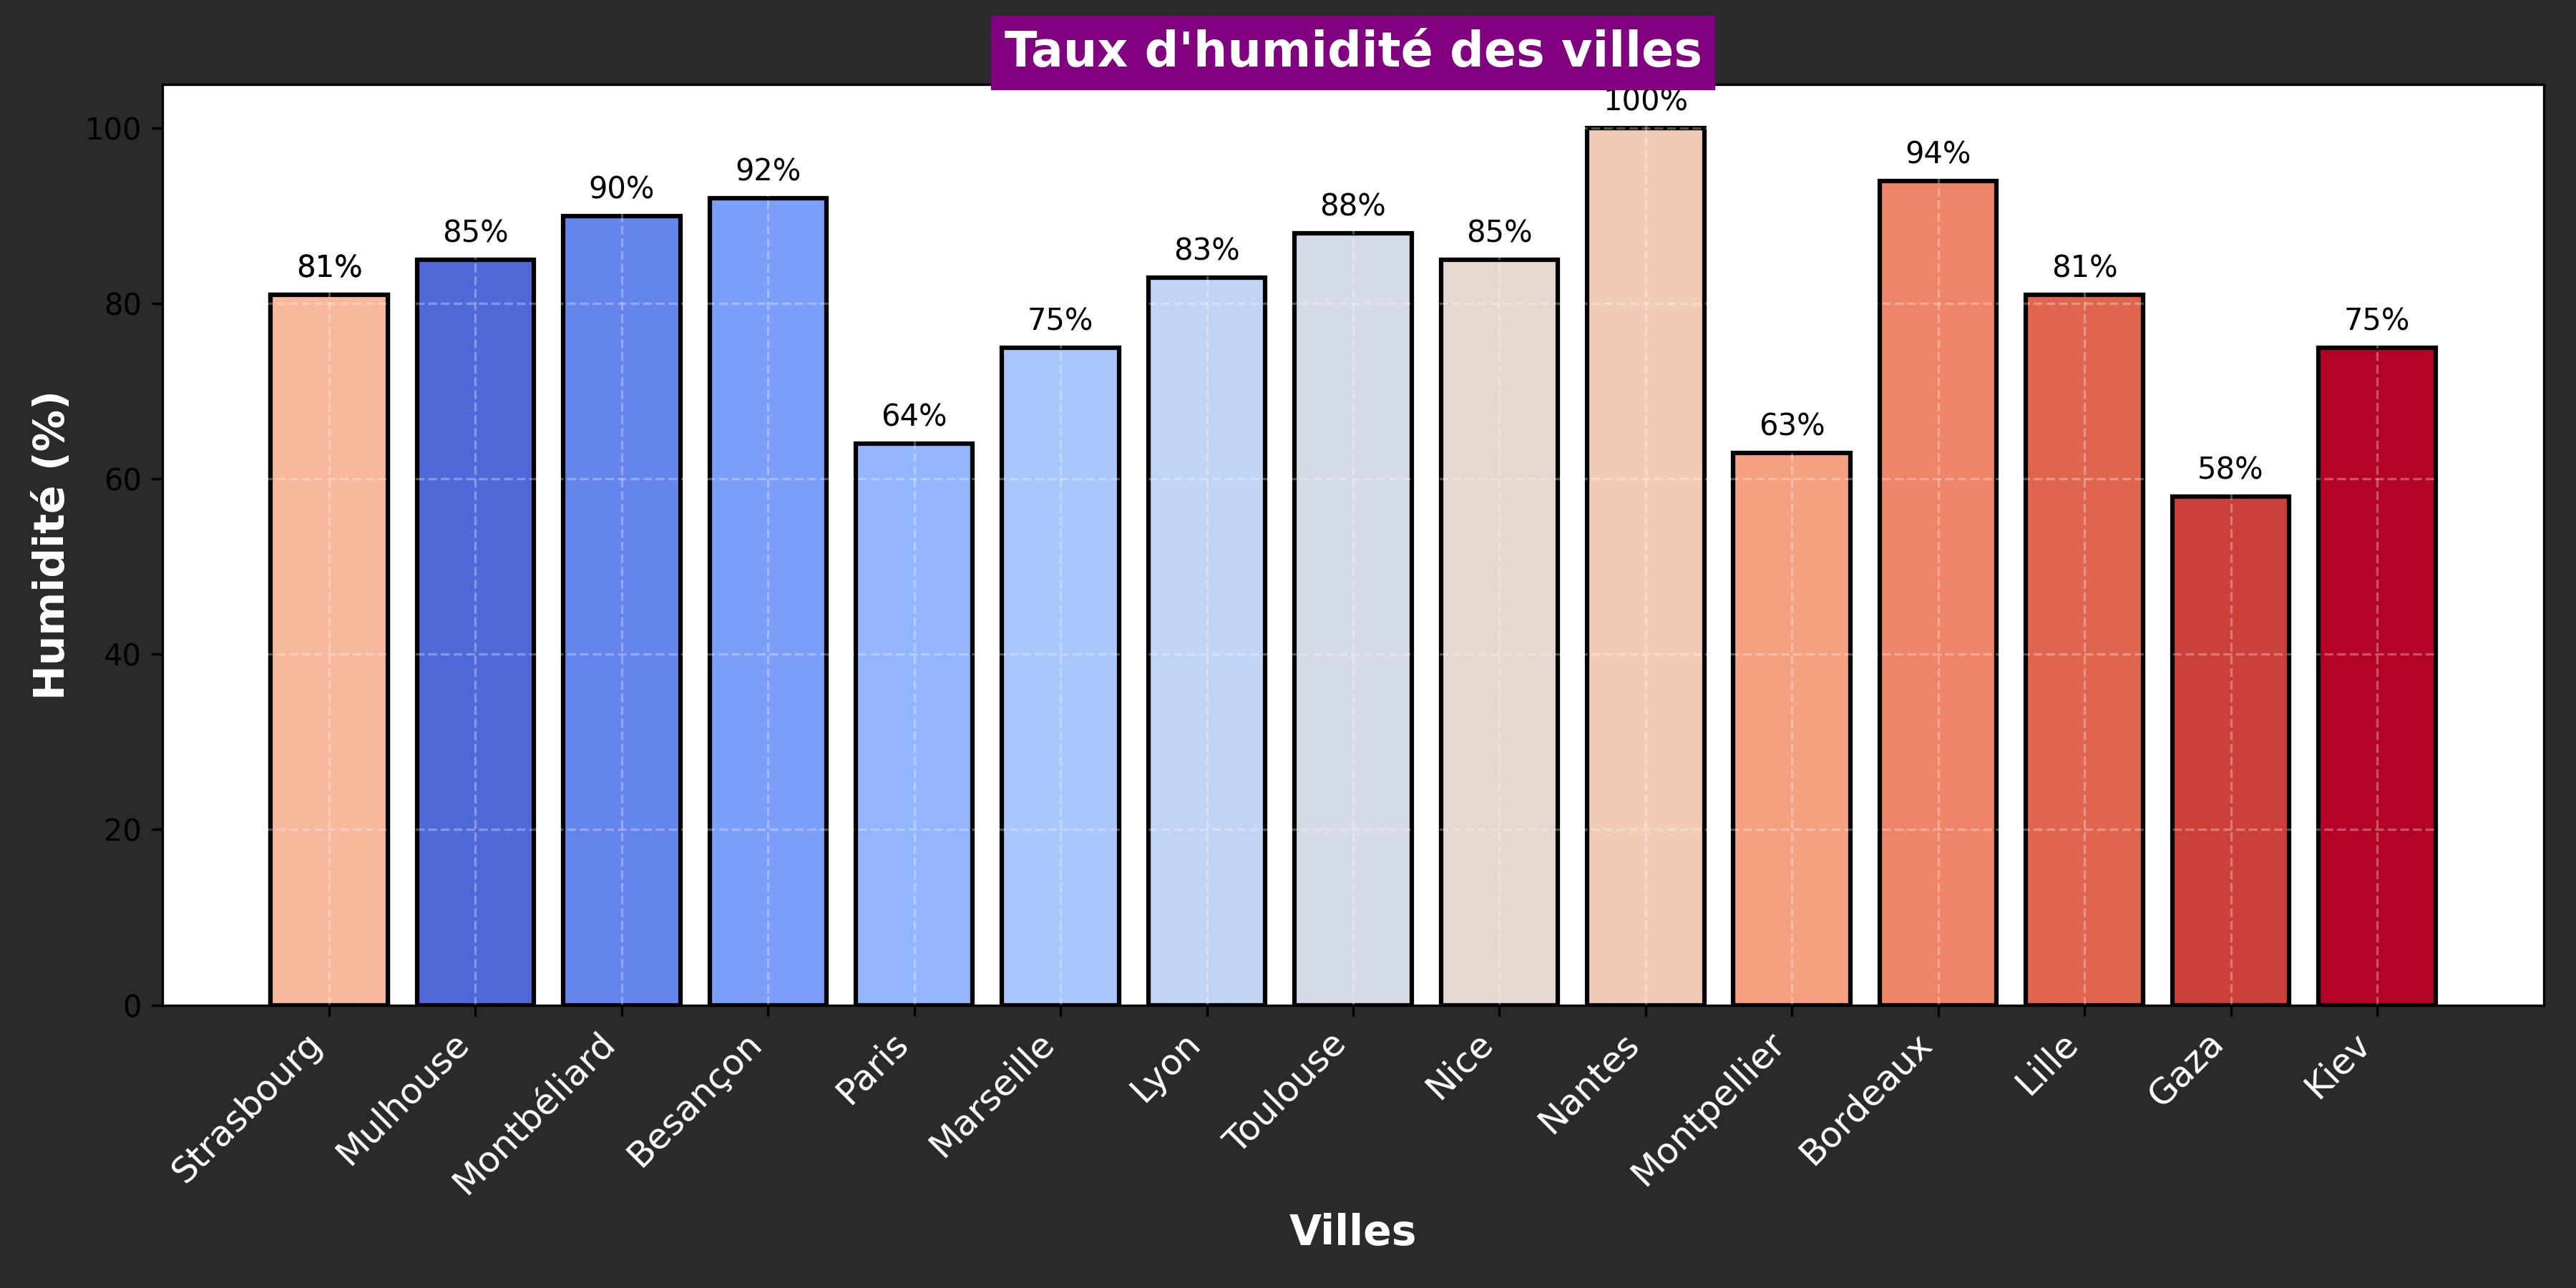 Taux d'humidité des villes
Humidité (%)
100
80
60
40
20
0
81%
85%
90%
92%
64%
75%
83%
88%
85%
100%
63%
94%
81%
58%
75%
Strasbourg
Mulhouse
Montbéliard
Besançon
Paris
Marseille
Lyon
Toulouse
Nice
Nantes
Montpellier
Bordeaux
Lille
Gaza
Kiev
Villes